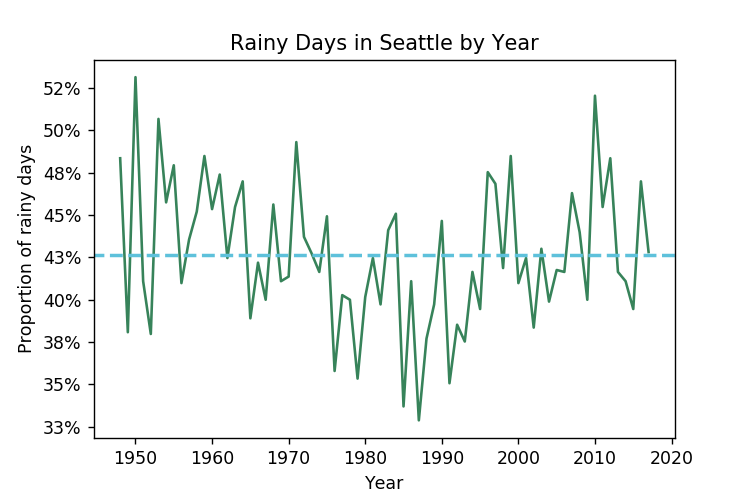 Rainy Days in Seattle by Year
Proportion of rainy days
52%
50%
48%
45%
43%
40%
38%
35%
33%
1950 1960 1970 1980 1990 2000 2010 2020
Year